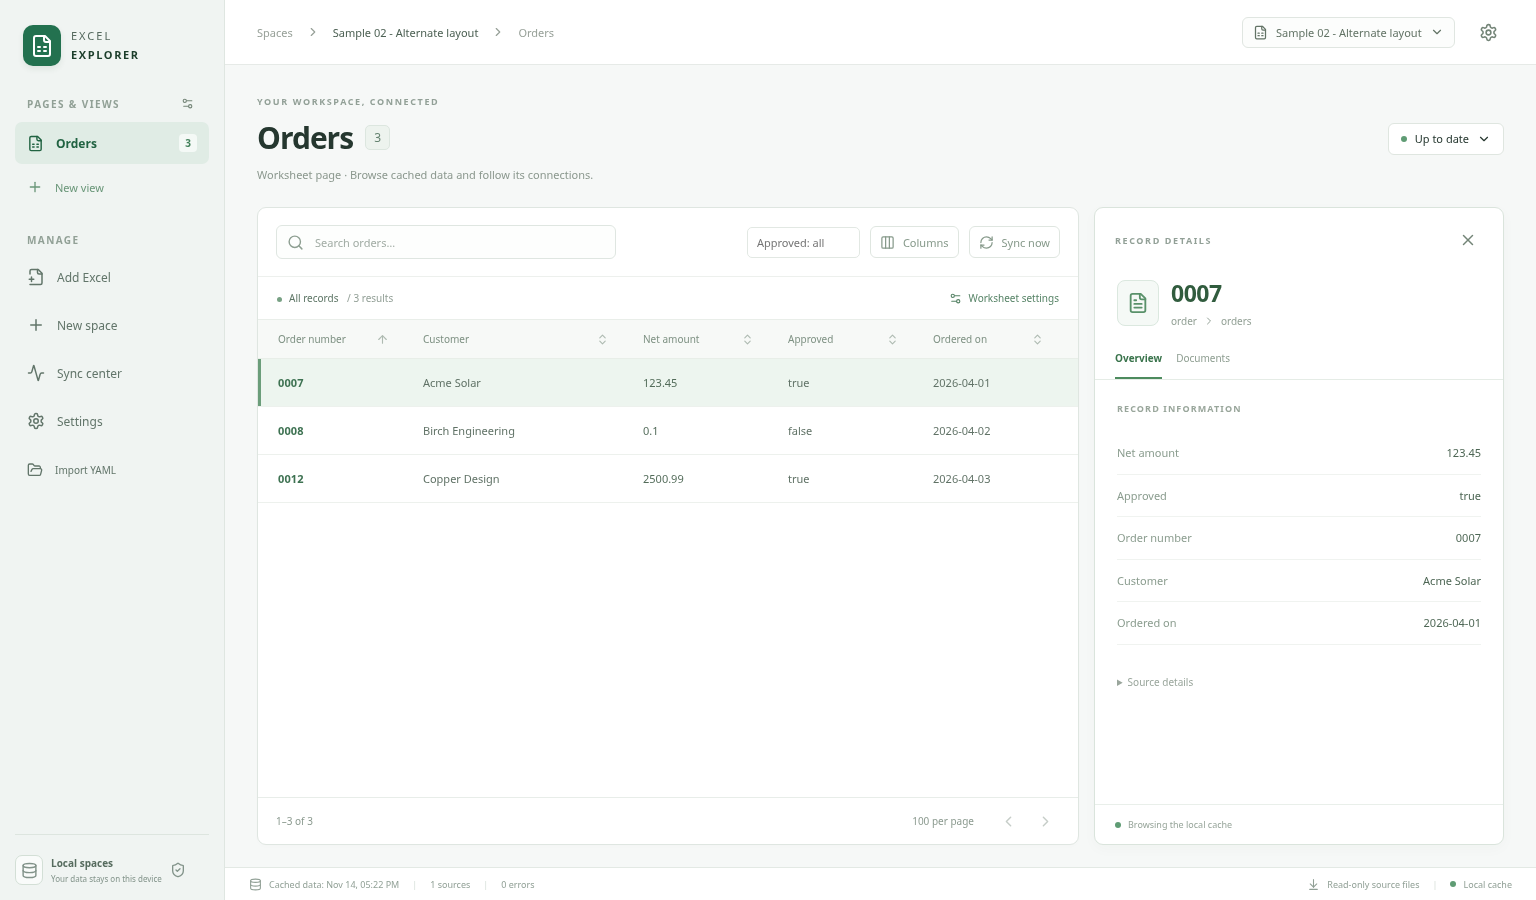 EXCEL
EXPLORER
PAGES & VIEWS
Orders 3
New view
MANAGE
Add Excel
New space
Sync center
Settings
Import YAML
Local spaces
Your data stays on this device
Spaces Sample 02 - Alternate layout Orders
Sample 02 - Alternate layout
YOUR WORKSPACE, CONNECTED
Orders 3
Up to date
Worksheet page · Browse cached data and follow its connections.
Search orders...
Approved: all
Columns
Sync now
All records / 3 results
Worksheet settings
Order number Customer Net amount Approved Ordered on
0007 Acme Solar 123.45 true 2026-04-01
0008 Birch Engineering 0.1 false 2026-04-02
0012 Copper Design 2500.99 true 2026-04-03
1–3 of 3
100 per page
RECORD DETAILS
0007
order orders
Overview Documents
RECORD INFORMATION
Net amount 123.45
Approved true
Order number 0007
Customer Acme Solar
Ordered on 2026-04-01
Source details
Browsing the local cache
Cached data: Nov 14, 05:22 PM 1 sources 0 errors
Read-only source files Local cache